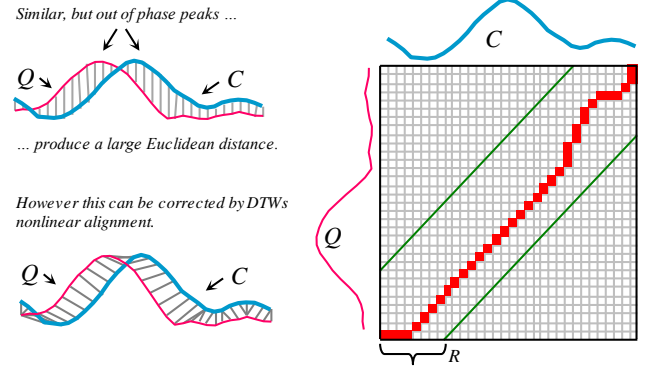 Similar, but out of phase peaks …
Q
C
… produce a large Euclidean distance.
However this can be corrected by DTWs
nonlinear alignment.
Q
C
C
Q
R